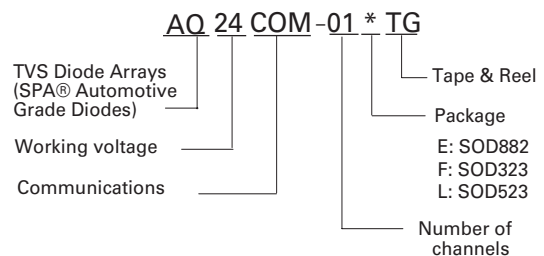 AQ 24 COM -01 * TG
TVS Diode Arrays
(SPA® Automotive
Grade Diodes)
Working voltage
Communications
Tape & Reel
Package
E: SOD882
F: SOD323
L: SOD523
Number of
channels